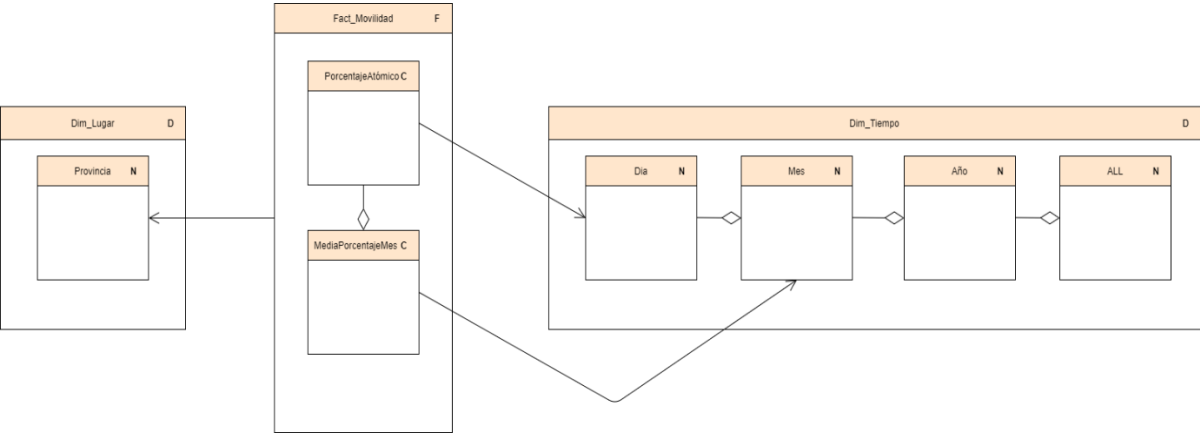 Fact_Movilidad F
PorcentajeAtómico C
Dim_Lugar D
Dim_Tiempo D
Provincia N
Dia N
Mes N
Año N
ALL N
MediaPorcentajeMes C